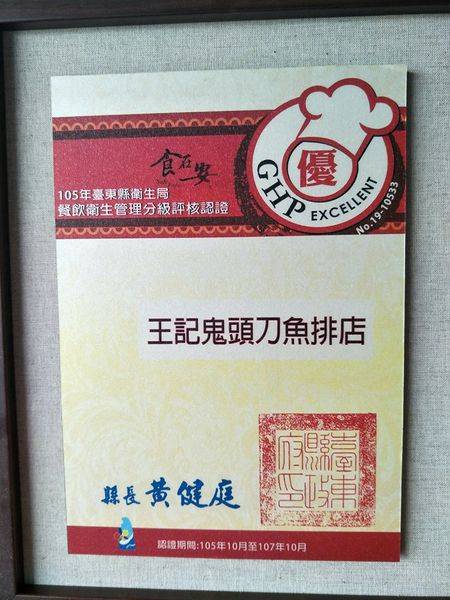 食在安
105年臺東縣衛生局
餐飲衛生管理分級評核認證
優
GHP EXCELLENT
No.19-10533
王記鬼頭刀魚排店
臺東
縣政
府印
縣長 黃健庭
認證期間:105年10月至107年10月